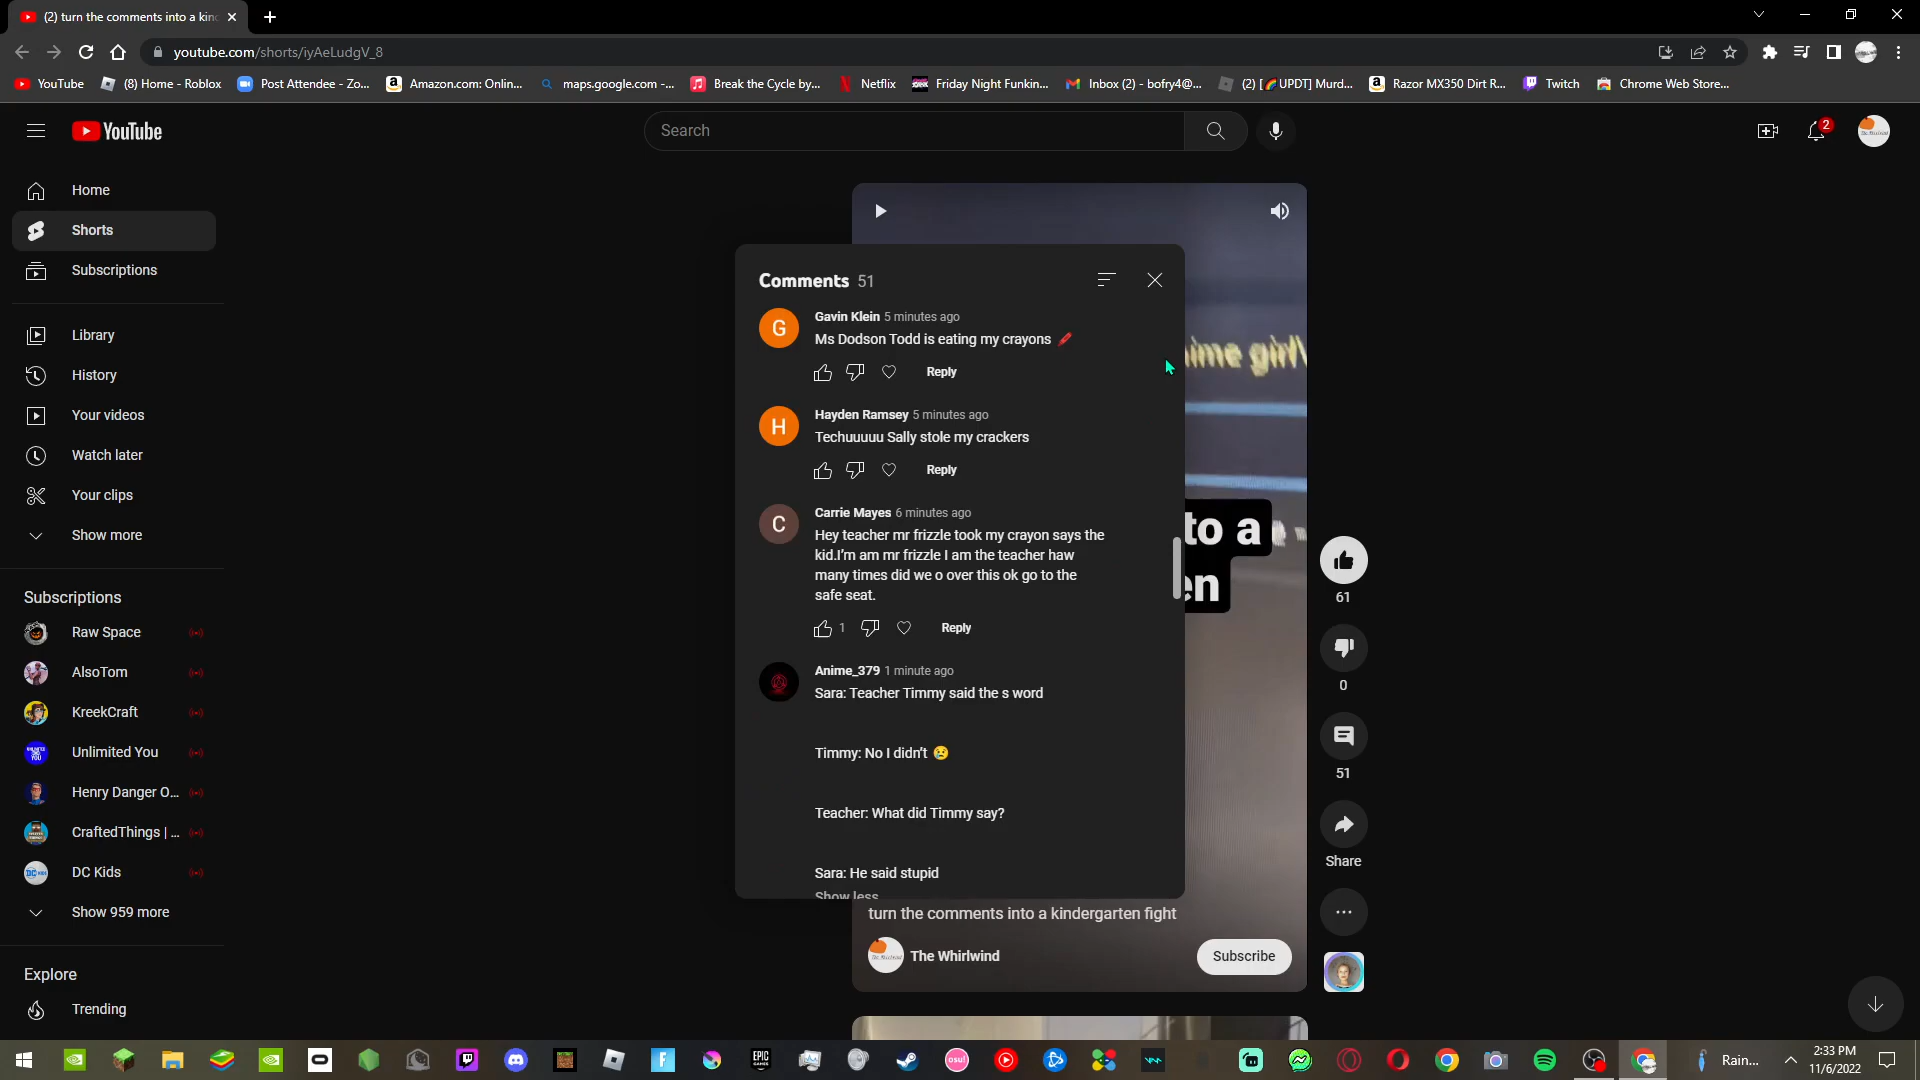 (2) turn the comments into a kin
youtube.com/shorts/iyAeLudgV_8
YouTube
(8) Home - Roblox
Post Attendee - Zo...
Amazon.com: Onlin...
maps.google.com -...
Break the Cycle by...
Netflix
Friday Night Funkin...
Inbox (2) - bofry4@...
(2) [🌈UPDT] Murd...
Razor MX350 Dirt R...
Twitch
Chrome Web Store...
YouTube
Search
2
Home
Shorts
Subscriptions
Library
History
Your videos
Watch later
Your clips
Show more
Subscriptions
Raw Space
AlsoTom
KreekCraft
Unlimited You
Henry Danger O...
CraftedThings | ...
DC Kids
Show 959 more
Explore
Trending
Comments 51
G
Gavin Klein 5 minutes ago
Ms Dodson Todd is eating my crayons 🖍
Reply
H
Hayden Ramsey 5 minutes ago
Techuuuuu Sally stole my crackers
Reply
C
Carrie Mayes 6 minutes ago
Hey teacher mr frizzle took my crayon says the
kid.I'm am mr frizzle I am the teacher haw
many times did we o over this ok go to the
safe seat.
1 Reply
Anime_379 1 minute ago
Sara: Teacher Timmy said the s word
Timmy: No I didn't 😢
Teacher: What did Timmy say?
Sara: He said stupid
Show less
ime girl
to a
en
turn the comments into a kindergarten fight
The Whirlwind
Subscribe
61
0
51
Share
EPIC GAMES
osu!
Rain...
2:33 PM
11/6/2022